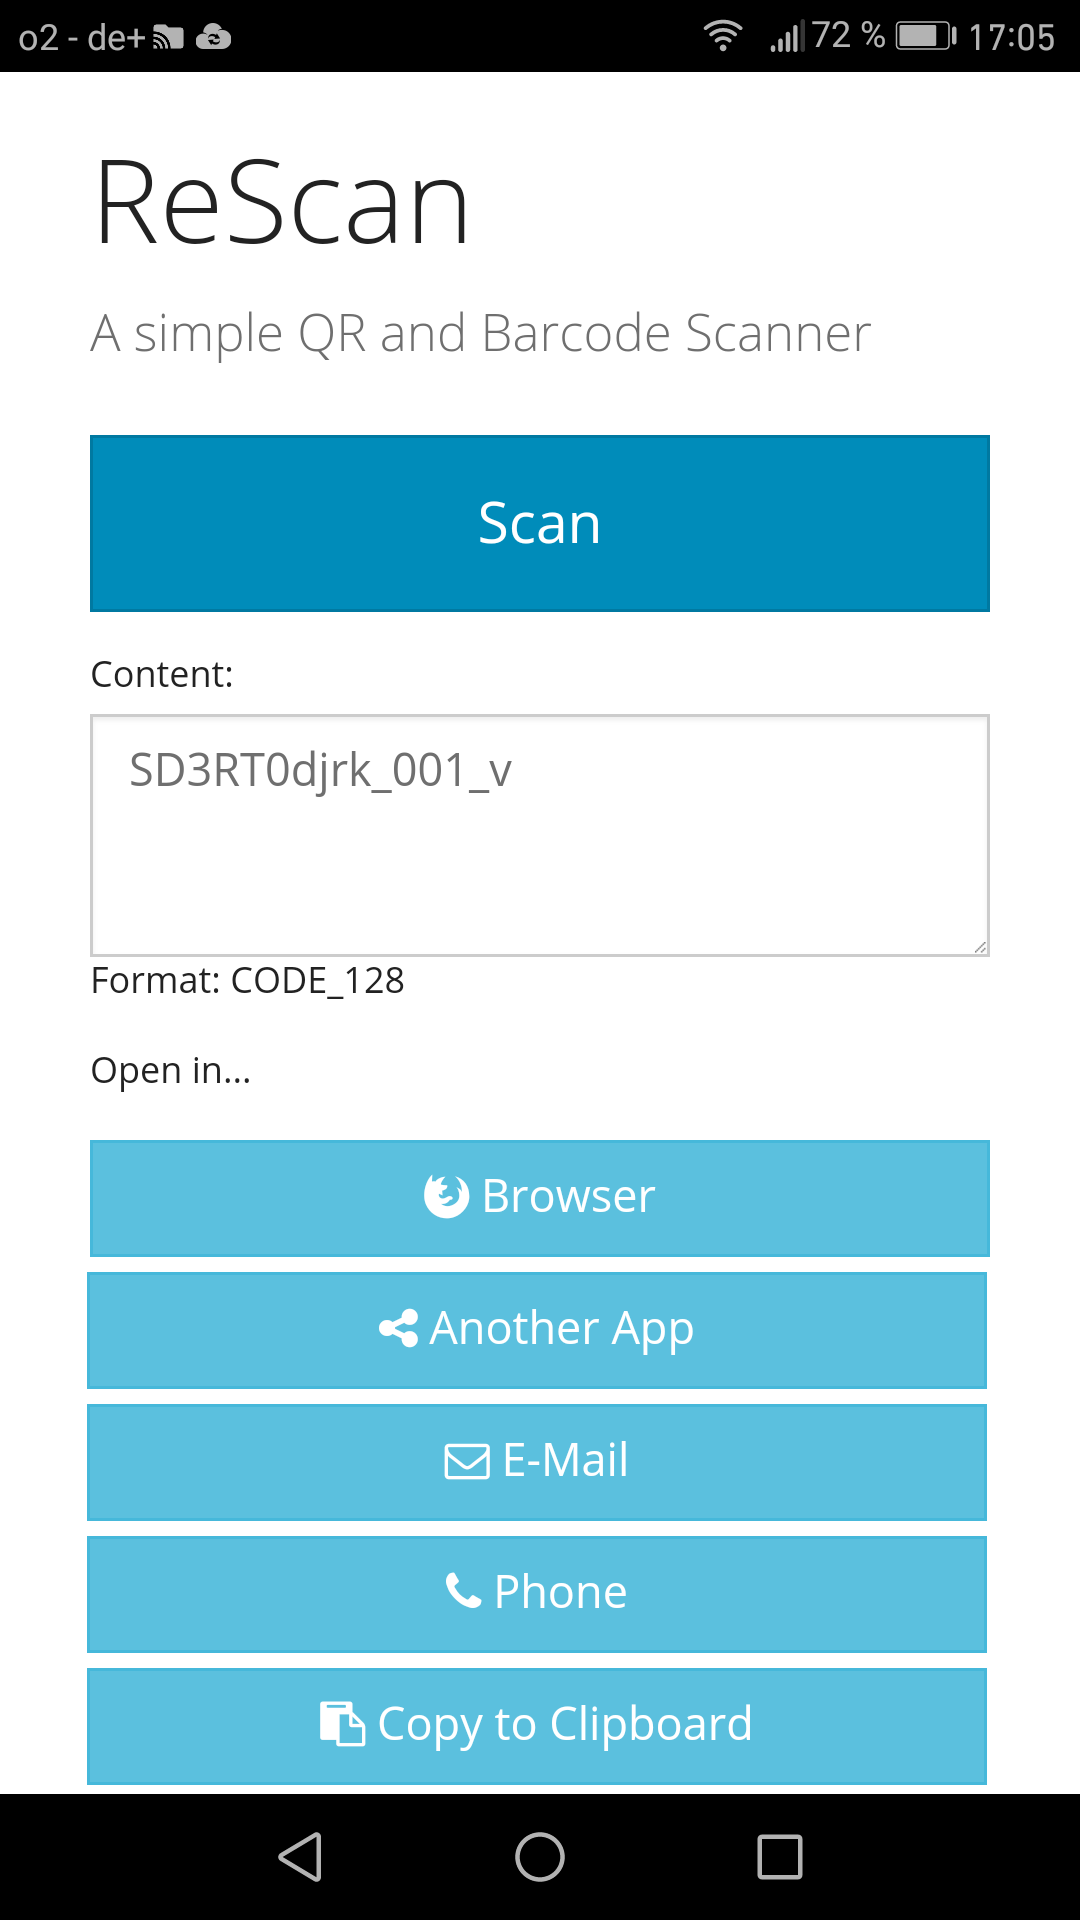 o2 - de+ 72 % 17:05
ReScan
A simple QR and Barcode Scanner
Scan
Content:
SD3RT0djrk_001_v
Format: CODE_128
Open in...
Browser
Another App
E-Mail
Phone
Copy to Clipboard